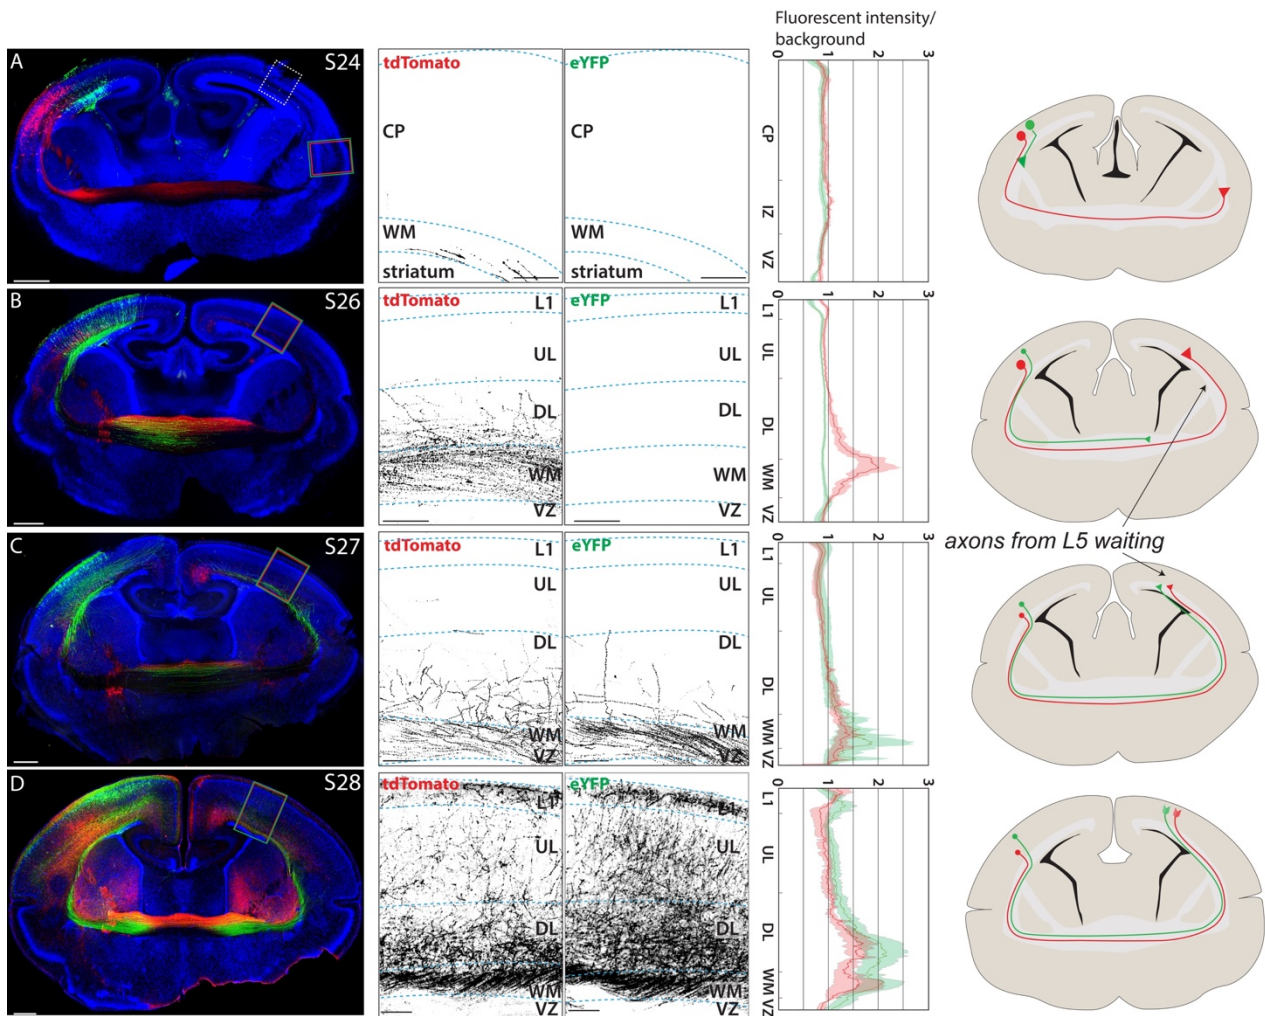 Fluorescent intensity/
background
0 1 2 3
A
S24
tdTomato
eYFP
CP
CP
WM
WM
striatum
striatum
CP
IZ
VZ
B
S26
tdTomato
L1
eYFP
L1
UL
UL
DL
DL
WM
WM
VZ
VZ
0 1 2 3
L1
UL
DL
WM
VZ
axons from L5 waiting
C
S27
tdTomato
L1
eYFP
L1
UL
UL
DL
DL
WM
WM
VZ
VZ
0 1 2 3
L1
UL
DL
WM
VZ
D
S28
tdTomato
L1
eYFP
L1
UL
UL
DL
DL
WM
WM
VZ
VZ
0 1 2 3
L1
UL
DL
WM
VZ